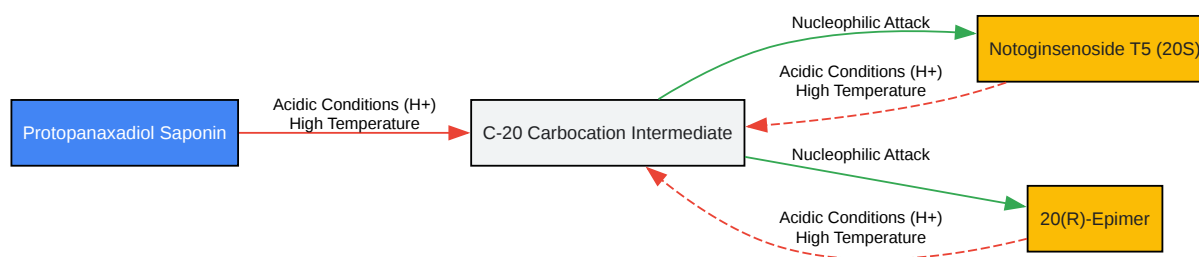 Nucleophilic Attack
Notoginsenoside T5 (20S)
Acidic Conditions (H+)
High Temperature
Acidic Conditions (H+)
High Temperature
Protopanaxadiol Saponin
C-20 Carbocation Intermediate
Nucleophilic Attack
Acidic Conditions (H+)
High Temperature
20(R)-Epimer